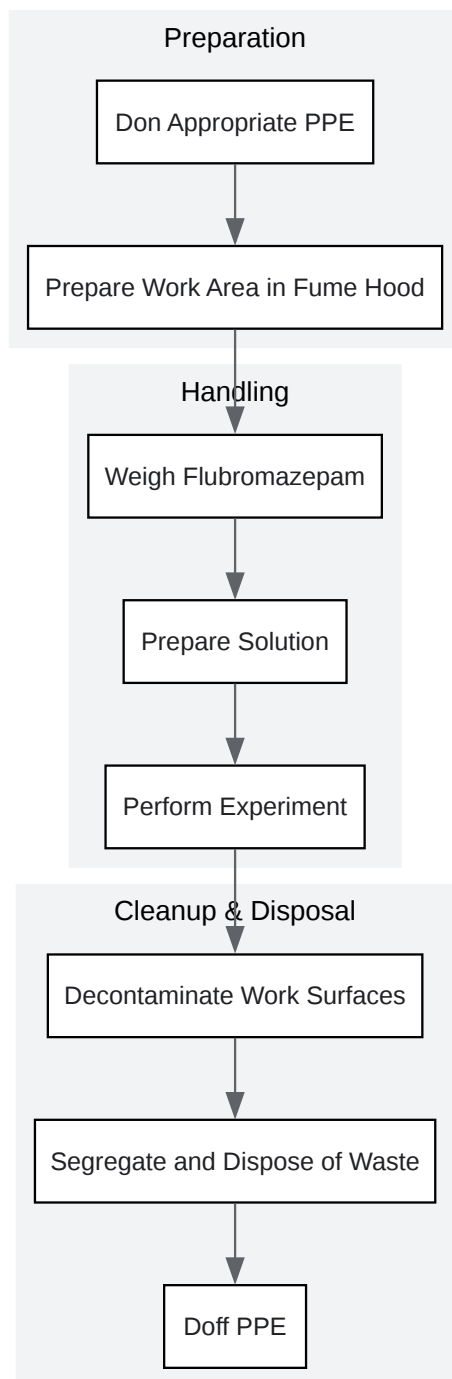 Preparation
Don Appropriate PPE
Prepare Work Area in Fume Hood
Handling
Weigh Flubromazepam
Prepare Solution
Perform Experiment
Cleanup & Disposal
Decontaminate Work Surfaces
Segregate and Dispose of Waste
Doff PPE